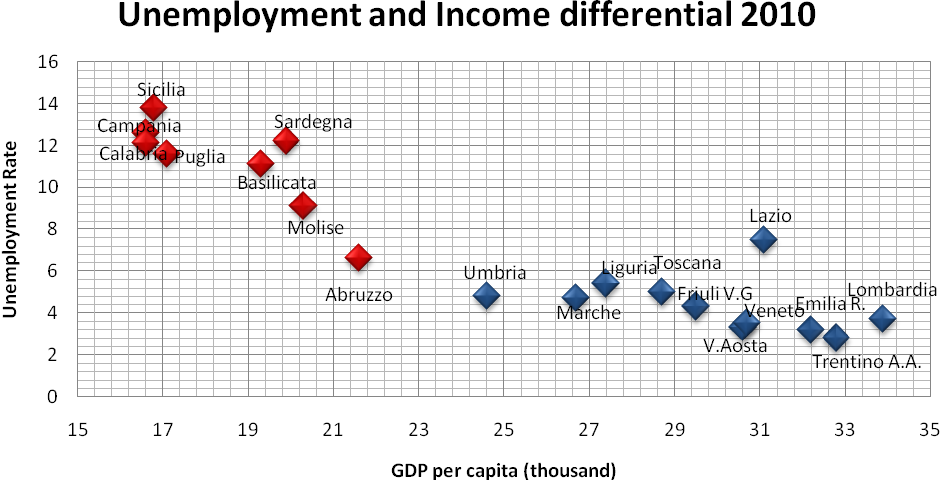 Unemployment and Income differential 2010
Unemployment Rate
16
14
12
10
8
6
4
2
0
Sicilia
Campania
Calabria
Puglia
Sardegna
Basilicata
Molise
Abruzzo
Umbria
Marche
Liguria
Toscana
Friuli V.G
V.Aosta
Veneto
Lazio
Emilia R.
Trentino A.A.
Lombardia
15 17 19 21 23 25 27 29 31 33 35
GDP per capita (thousand)